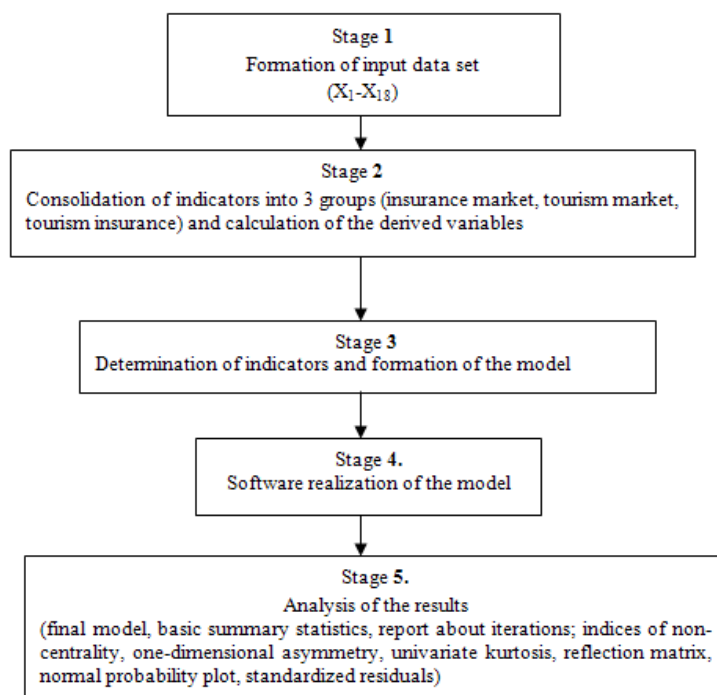 Stage 1
Formation of input data set
(X1-X18)
Stage 2
Consolidation of indicators into 3 groups (insurance market, tourism market,
tourism insurance) and calculation of the derived variables
Stage 3
Determination of indicators and formation of the model
Stage 4.
Software realization of the model
Stage 5.
Analysis of the results
(final model, basic summary statistics, report about iterations; indices of non-
centrality, one-dimensional asymmetry, univariate kurtosis, reflection matrix,
normal probability plot, standardized residuals)